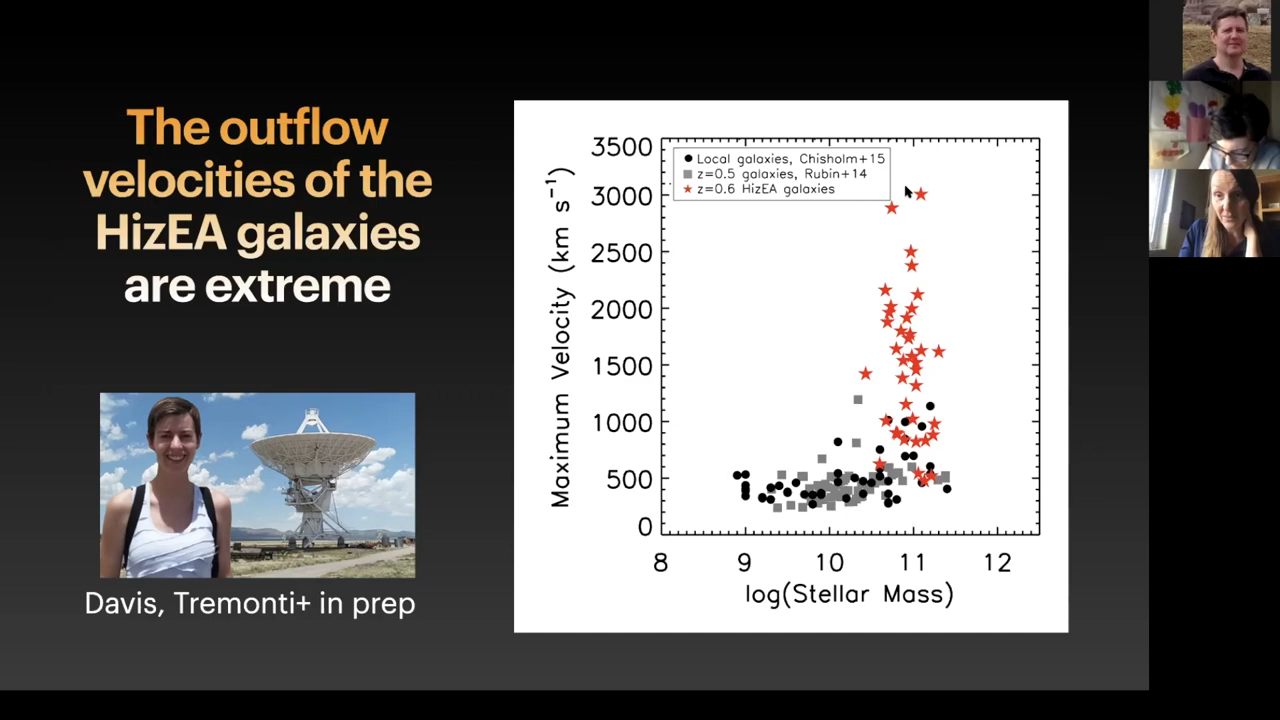 The outflow
velocities of the
HizEA galaxies
are extreme
Davis, Tremonti+ in prep
Maximum Velocity (km s⁻¹)
3500
3000
2500
2000
1500
1000
500
0
Local galaxies, Chisholm+15
z=0.5 galaxies, Rubin+14
z=0.6 HizEA galaxies
8 9 10 11 12
log(Stellar Mass)